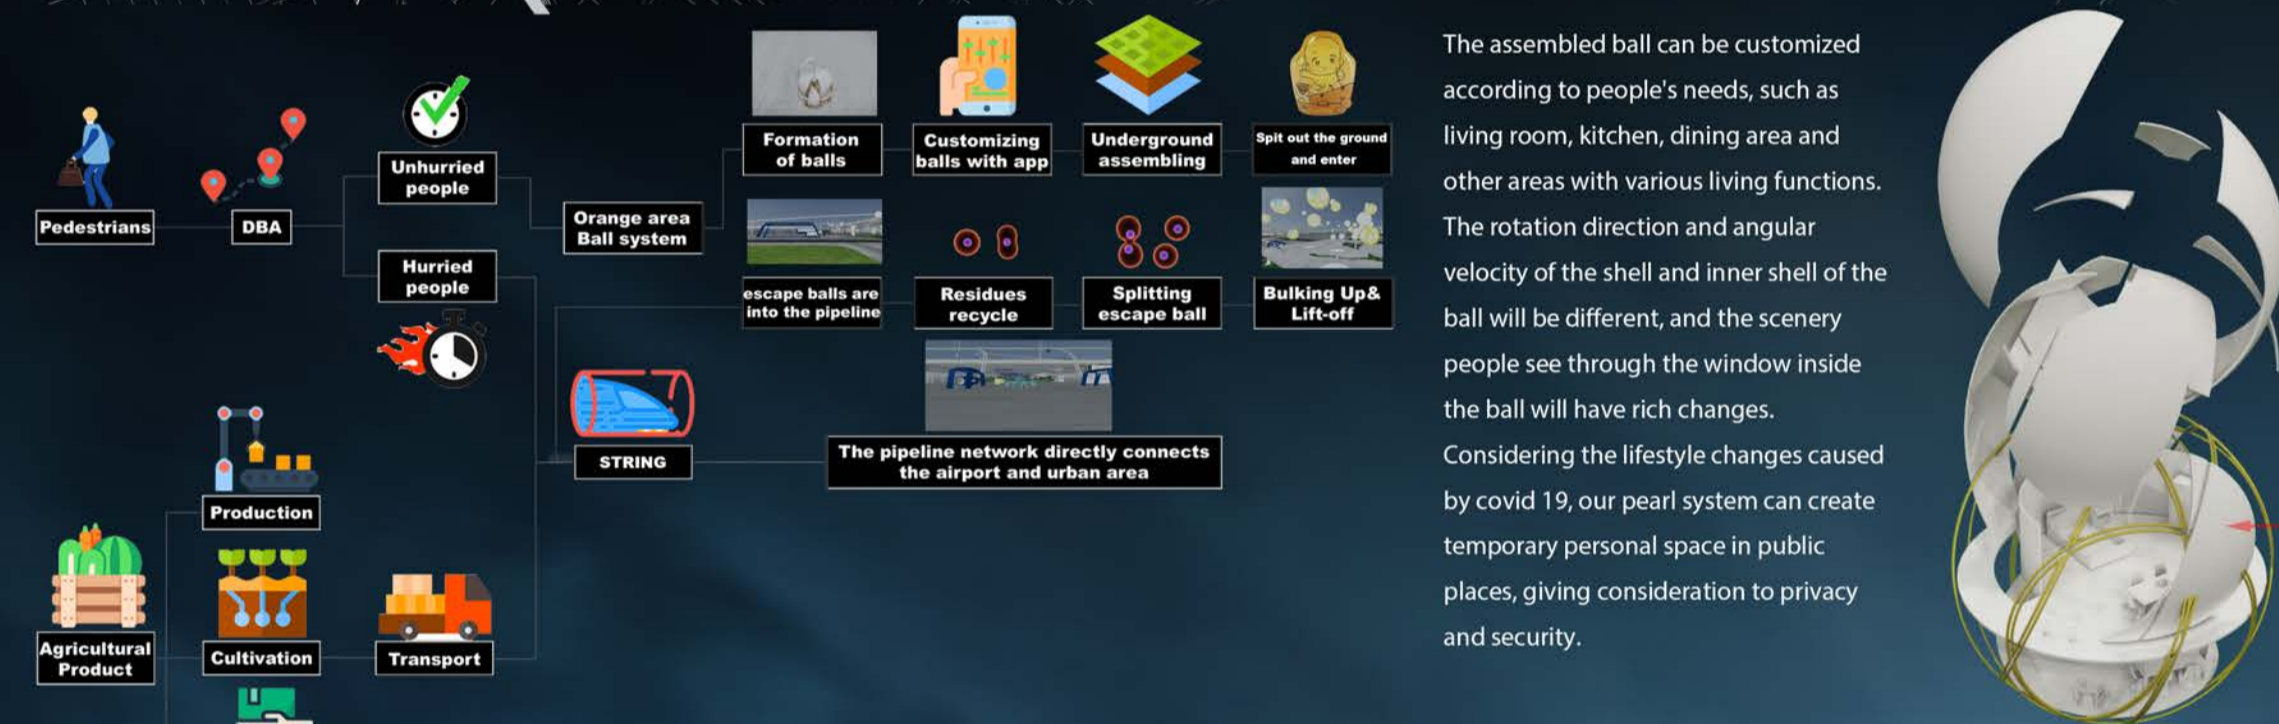 Pedestrians
DBA
Unhurried
people
Hurried
people
Orange area
Ball system
Formation
of balls
Customizing
balls with app
Underground
assembling
Spit out the ground
and enter
escape balls are
into the pipeline
Residues
recycle
Splitting
escape ball
Bulking Up&
Lift-off
STRING
The pipeline network directly connects
the airport and urban area
Production
Agricultural
Product
Cultivation
Transport
The assembled ball can be customized
according to people's needs, such as
living room, kitchen, dining area and
other areas with various living functions.
The rotation direction and angular
velocity of the shell and inner shell of the
ball will be different, and the scenery
people see through the window inside
the ball will have rich changes.
Considering the lifestyle changes caused
by covid 19, our pearl system can create
temporary personal space in public
places, giving consideration to privacy
and security.